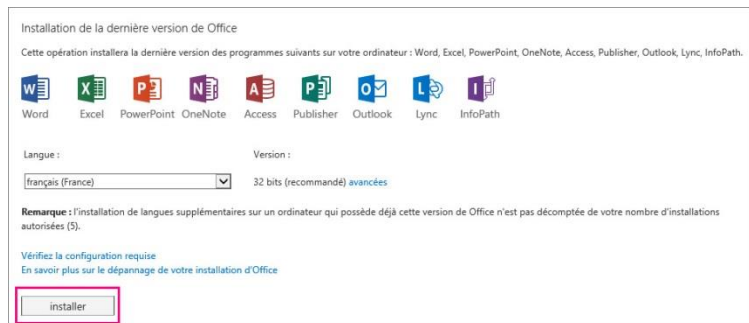 Installation de la dernière version de Office
Cette opération installera la dernière version des programmes suivants sur votre ordinateur : Word, Excel, PowerPoint, OneNote, Access, Publisher, Outlook, Lync, InfoPath.
Word Excel PowerPoint OneNote Access Publisher Outlook Lync InfoPath
Langue : Version :
français (France) 32 bits (recommandé) avancées
Remarque : l'installation de langues supplémentaires sur un ordinateur qui possède déjà cette version de Office n'est pas décomptée de votre nombre d'installations
autorisées (5).
Vérifiez la configuration requise
En savoir plus sur le dépannage de votre installation d'Office
installer